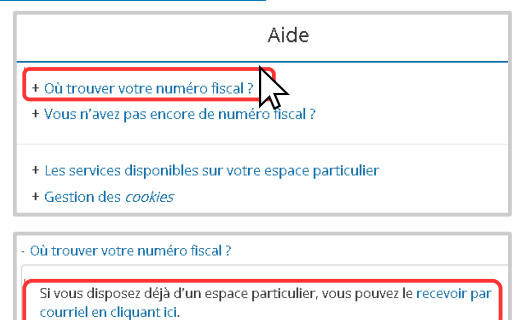 Aide
+ Où trouver votre numéro fiscal ?
+ Vous n'avez pas encore de numéro fiscal ?
+ Les services disponibles sur votre espace particulier
+ Gestion des cookies
- Où trouver votre numéro fiscal ?
Si vous disposez déjà d'un espace particulier, vous pouvez le recevoir par
courriel en cliquant ici.